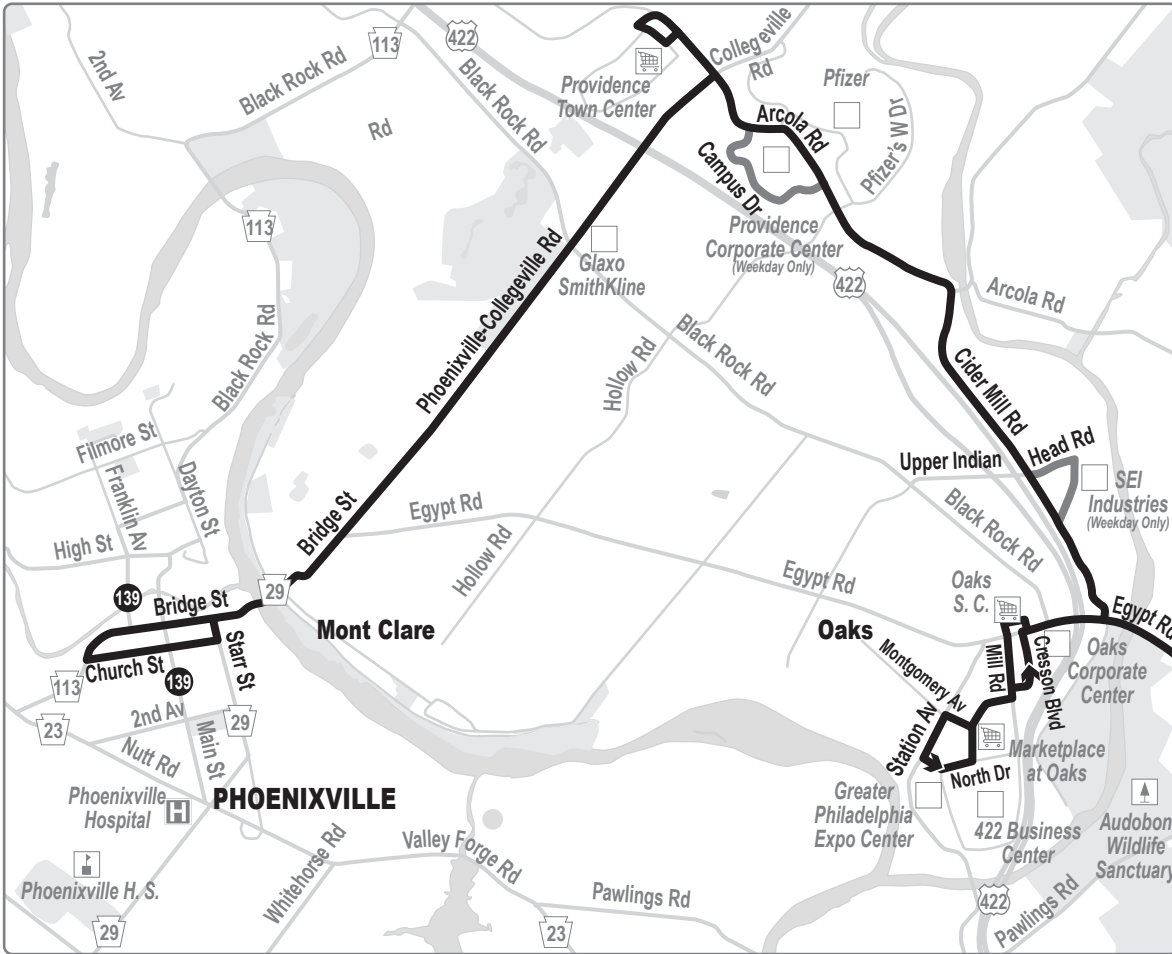 2nd Av
Black Rock Rd
113
422
Rd
Black Rock Rd
Providence
Town Center
Collegeville
Rd
Pfizer
Arcola Rd
Pfizer's W Dr
Campus Dr
Providence
Corporate Center
(Weekday Only)
422
113
Glaxo
SmithKline
Phoenixville-Collegeville Rd
Arcola Rd
Black Rock Rd
Hollow Rd
Black Rock Rd
Cider Mill Rd
Filmore St
Franklin Av
Dayton St
High St
Upper Indian
Head Rd
SEI
Industries
(Weekday Only)
Bridge St
Egypt Rd
Hollow Rd
Black Rock Rd
Egypt Rd
Oaks
S. C.
Egypt Rd
139
Bridge St
29
Mont Clare
Oaks
Church St
Starr St
113
139
Montgomery Av
Mill Rd
Cresson Blvd
Oaks
Corporate
Center
23
2nd Av
29
Nutt Rd
Main St
Station Av
North Dr
Marketplace
at Oaks
Phoenixville
Hospital
H
PHOENIXVILLE
Greater
Philadelphia
Expo Center
422 Business
Center
Audobon
Wildlife
Sanctuary
Phoenixville H. S.
Whitehorse Rd
Valley Forge Rd
Pawlings Rd
422
Pawlings Rd
29
23